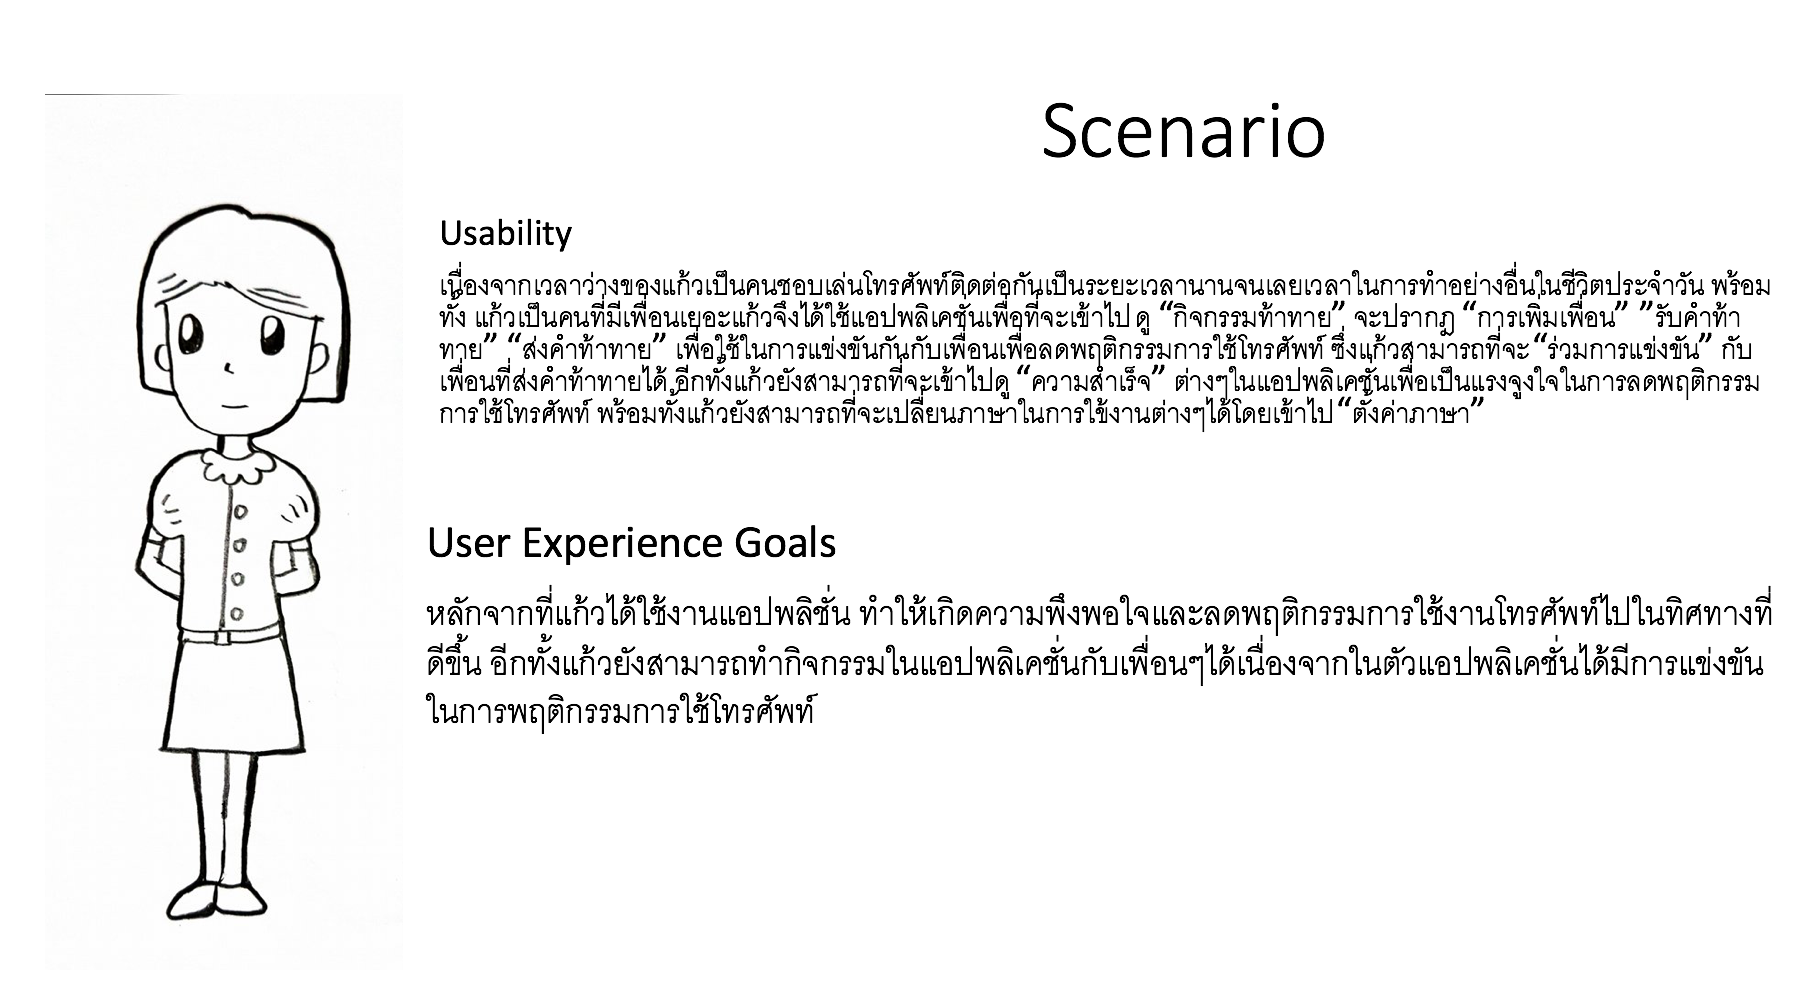 Scenario
Usability
เนื่องจากเวลาว่างของแก้วเป็นคนชอบเล่นโทรศัพท์ติดต่อกันเป็นระยะเวลานานจนเลยเวลาในการทำอย่างอื่นในชีวิตประจำวัน พร้อม
ทั้ง แก้วเป็นคนที่มีเพื่อนเยอะแก้วจึงได้ใช้แอปพลิเคชั่นเพื่อที่จะเข้าไป ดู “กิจกรรมท้าทาย” จะปรากฏ “การเพิ่มเพื่อน” ”รับคำท้า
ทาย” “ส่งคำท้าทาย” เพื่อใช้ในการแข่งขันกันกับเพื่อนเพื่อลดพฤติกรรมการใช้โทรศัพท์ ซึ่งแก้วสามารถที่จะ “ร่วมการแข่งขัน” กับ
เพื่อนที่ส่งคำท้าทายได้ อีกทั้งแก้วยังสามารถที่จะเข้าไปดู “ความสำเร็จ” ต่างๆในแอปพลิเคชั่นเพื่อเป็นแรงจูงใจในการลดพฤติกรรม
การใช้โทรศัพท์ พร้อมทั้งแก้วยังสามารถที่จะเปลี่ยนภาษาในการใช้งานต่างๆได้โดยเข้าไป “ตั้งค่าภาษา”
User Experience Goals
หลักจากที่แก้วได้ใช้งานแอปพลิชั่น ทำให้เกิดความพึงพอใจและลดพฤติกรรมการใช้งานโทรศัพท์ไปในทิศทางที่
ดีขึ้น อีกทั้งแก้วยังสามารถทำกิจกรรมในแอปพลิเคชั่นกับเพื่อนๆได้เนื่องจากในตัวแอปพลิเคชั่นได้มีการแข่งขัน
ในการพฤติกรรมการใช้โทรศัพท์